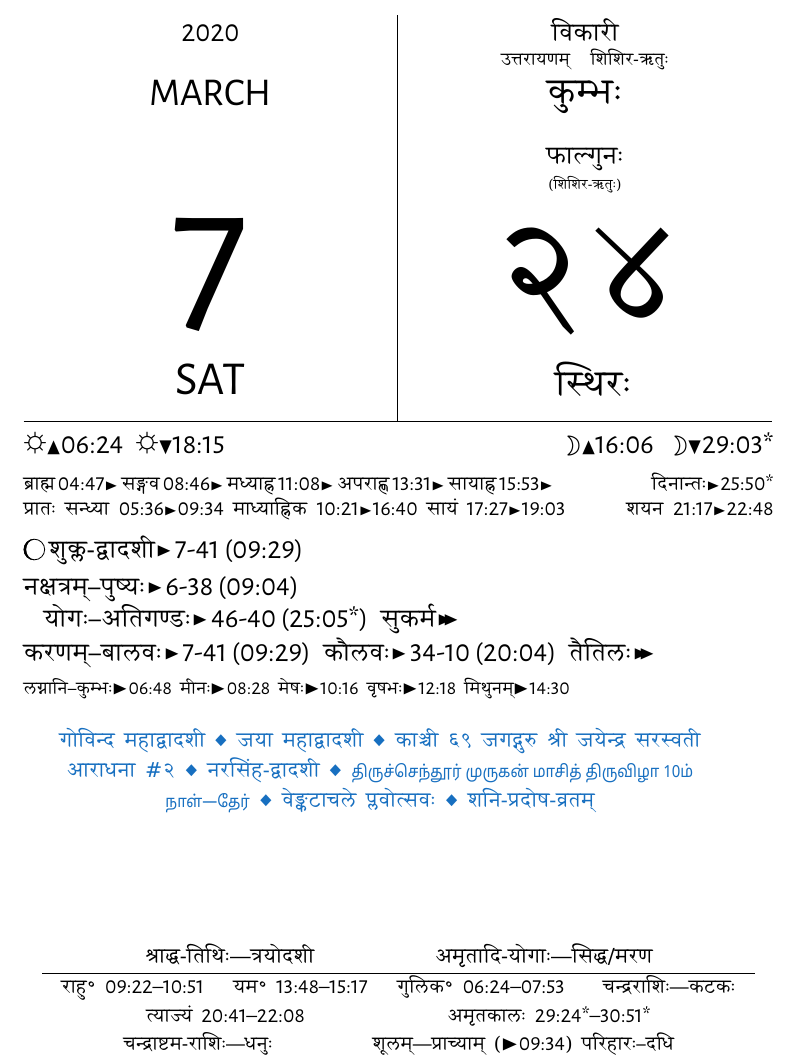 2020
MARCH
7
SAT
विकारी
उत्तरायणम् शिशिर-ऋतुः
कुम्भः
फाल्गुनः
(शिशिर-ऋतुः)
२४
स्थिरः
☼▲06:24 ☼▼18:15 ☽▲16:06 ☽▼29:03*
ब्राह्म 04:47► सङ्गव 08:46► मध्याह्न 11:08► अपराह्ण 13:31► सायाह्न 15:53► दिनान्तः►25:50*
प्रातः सन्ध्या 05:36►09:34 माध्याह्निक 10:21►16:40 सायं 17:27►19:03 शयन 21:17►22:48
शुक्ल-द्वादशी►7-41 (09:29)
नक्षत्रम्–पुष्यः►6-38 (09:04)
योगः–अतिगण्डः►46-40 (25:05*) सुकर्म►►
करणम्–बालवः►7-41 (09:29) कौलवः►34-10 (20:04) तैतिलः►►
लग्नानि–कुम्भः►06:48 मीनः►08:28 मेषः►10:16 वृषभः►12:18 मिथुनम्►14:30
गोविन्द महाद्वादशी ◆ जया महाद्वादशी ◆ काञ्ची ६९ जगद्गुरु श्री जयेन्द्र सरस्वती
आराधना #२ ◆ नरसिंह-द्वादशी ◆ திருச்செந்தூர் முருகன் மாசித் திருவிழா 10ம்
நாள்—தேர் ◆ वेङ्कटाचले प्लवोत्सवः ◆ शनि-प्रदोष-व्रतम्
श्राद्ध-तिथिः—त्रयोदशी अमृतादि-योगाः—सिद्ध/मरण
राहु° 09:22–10:51 यम° 13:48–15:17 गुलिक° 06:24–07:53 चन्द्रराशिः—कटकः
त्याज्यं 20:41–22:08 अमृतकालः 29:24*–30:51*
चन्द्राष्टम-राशिः—धनुः शूलम्—प्राच्याम् (►09:34) परिहारः–दधि